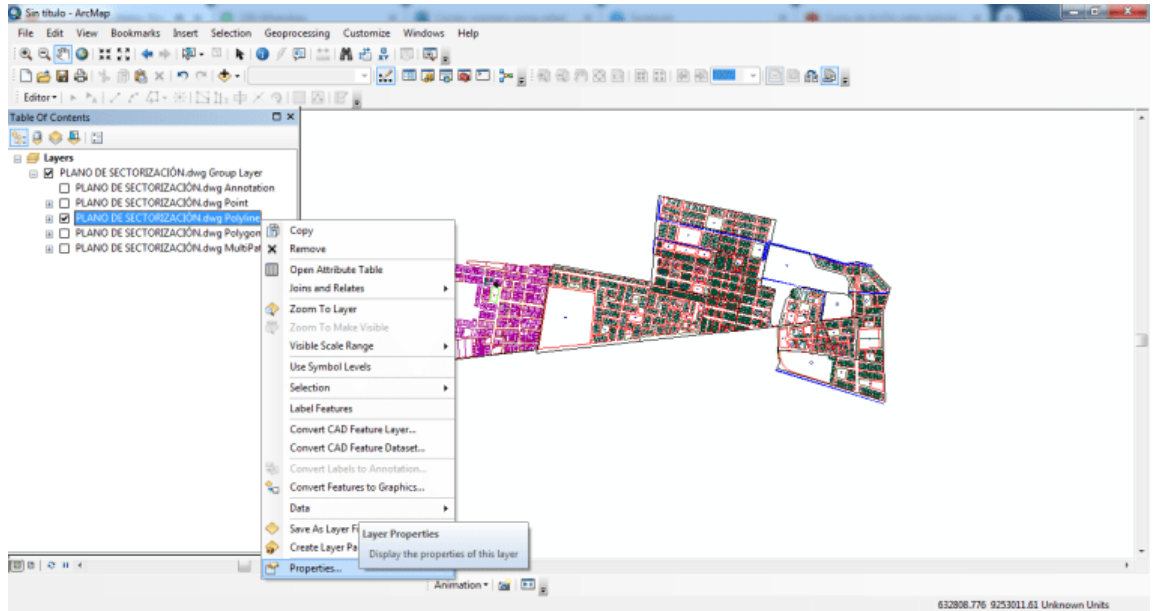 Sin título - ArcMap
File Edit View Bookmarks Insert Selection Geoprocessing Customize Windows Help
Editor
Table Of Contents
Layers
PLANO DE SECTORIZACIÓN.dwg Group Layer
PLANO DE SECTORIZACIÓN.dwg Annotation
PLANO DE SECTORIZACIÓN.dwg Point
PLANO DE SECTORIZACIÓN.dwg Polyline
PLANO DE SECTORIZACIÓN.dwg Polygon
PLANO DE SECTORIZACIÓN.dwg MultiPat
Copy
Remove
Open Attribute Table
Joins and Relates
Zoom To Layer
Zoom To Make Visible
Visible Scale Range
Use Symbol Levels
Selection
Label Features
Convert CAD Feature Layer...
Convert CAD Feature Dataset...
Convert Labels to Annotation...
Convert Features to Graphics...
Data
Save As Layer Fi
Create Layer Pa
Properties...
Layer Properties
Display the properties of this layer
Animation
632808.776 9253011.61 Unknown Units